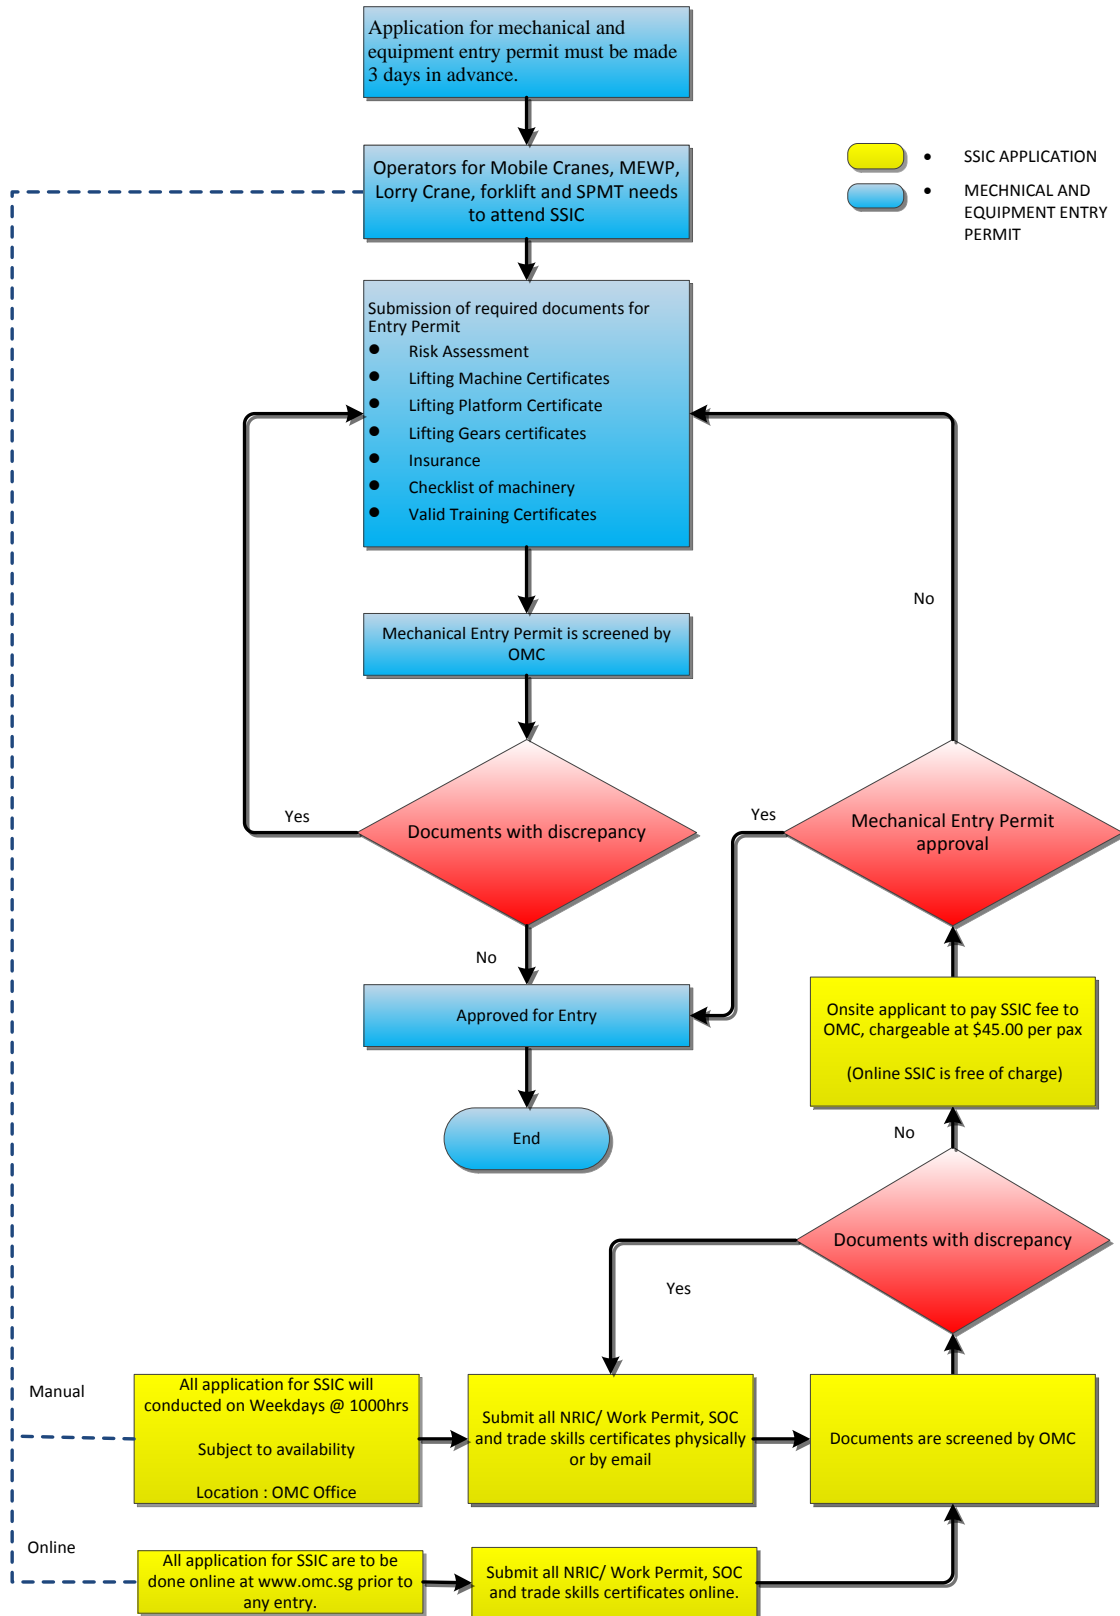 Application for mechanical and
equipment entry permit must be made
3 days in advance.
Operators for Mobile Cranes, MEWP,
Lorry Crane, forklift and SPMT needs
to attend SSIC
• SSIC APPLICATION
• MECHNICAL AND
EQUIPMENT ENTRY
PERMIT
Submission of required documents for
Entry Permit
● Risk Assessment
● Lifting Machine Certificates
● Lifting Platform Certificate
● Lifting Gears certificates
● Insurance
● Checklist of machinery
● Valid Training Certificates
No
Mechanical Entry Permit is screened by
OMC
Yes
Documents with discrepancy
Yes
Mechanical Entry Permit
approval
No
Approved for Entry
Onsite applicant to pay SSIC fee to
OMC, chargeable at $45.00 per pax
(Online SSIC is free of charge)
End
No
Documents with discrepancy
Yes
Manual
All application for SSIC will
conducted on Weekdays @ 1000hrs
Subject to availability
Location : OMC Office
Submit all NRIC/ Work Permit, SOC
and trade skills certificates physically
or by email
Documents are screened by OMC
Online
All application for SSIC are to be
done online at www.omc.sg prior to
any entry.
Submit all NRIC/ Work Permit, SOC
and trade skills certificates online.